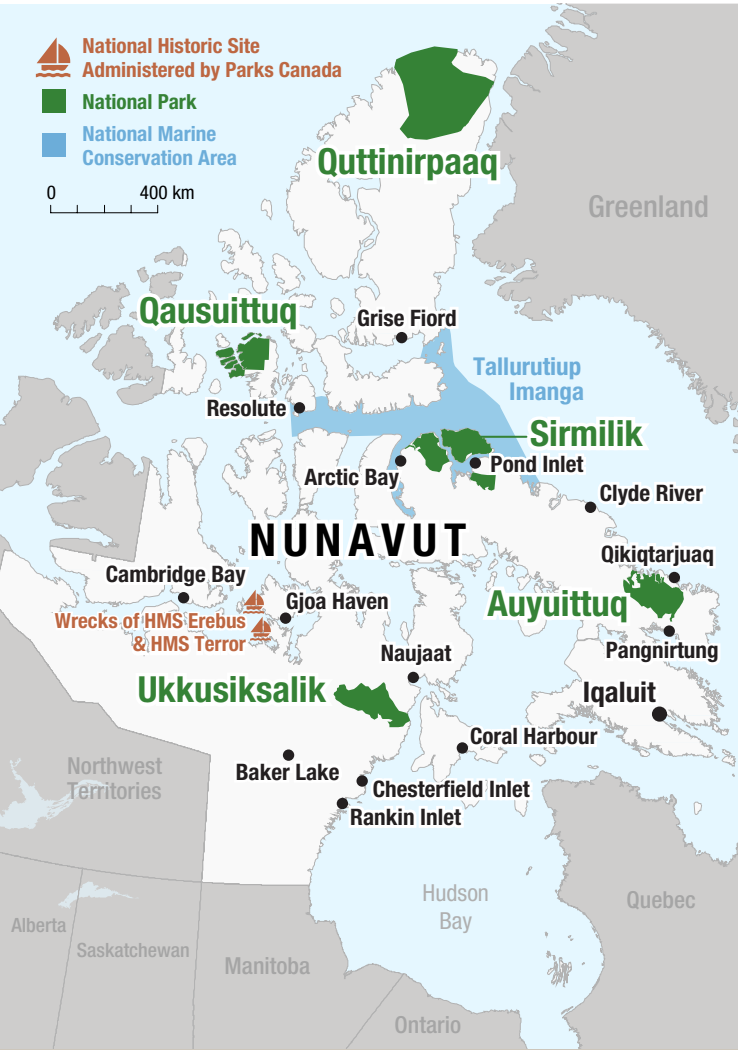 National Historic Site
Administered by Parks Canada
National Park
National Marine
Conservation Area
0 400 km
Quttinirpaaq
Greenland
Qausuittuq
Grise Fiord
Tallurutiup
Imanga
Resolute
Sirmilik
Arctic Bay
Pond Inlet
Clyde River
NUNAVUT
Qikiqtarjuaq
Cambridge Bay
Gjoa Haven
Auyuittuq
Wrecks of HMS Erebus
& HMS Terror
Pangnirtung
Naujaat
Ukkusiksalik
Iqaluit
Coral Harbour
Northwest
Territories
Baker Lake
Chesterfield Inlet
Rankin Inlet
Hudson
Bay
Quebec
Alberta
Saskatchewan
Manitoba
Ontario